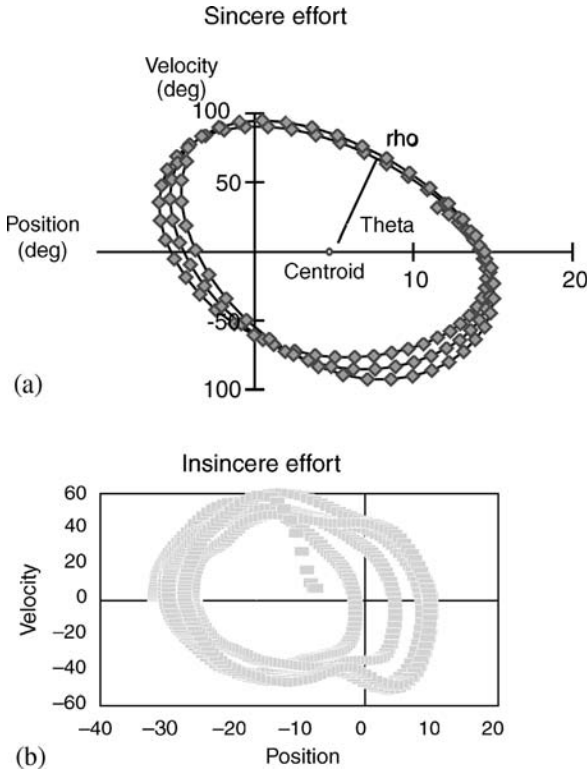 Sincere effort
Velocity
(deg)
100
rho
50
Position
(deg)
Theta
Centroid
10
20
-50
100
(a)
Insincere effort
60
40
20
0
−20
−40
−60
Velocity
−40
−30
−20
−10
0
10
20
Position
(b)